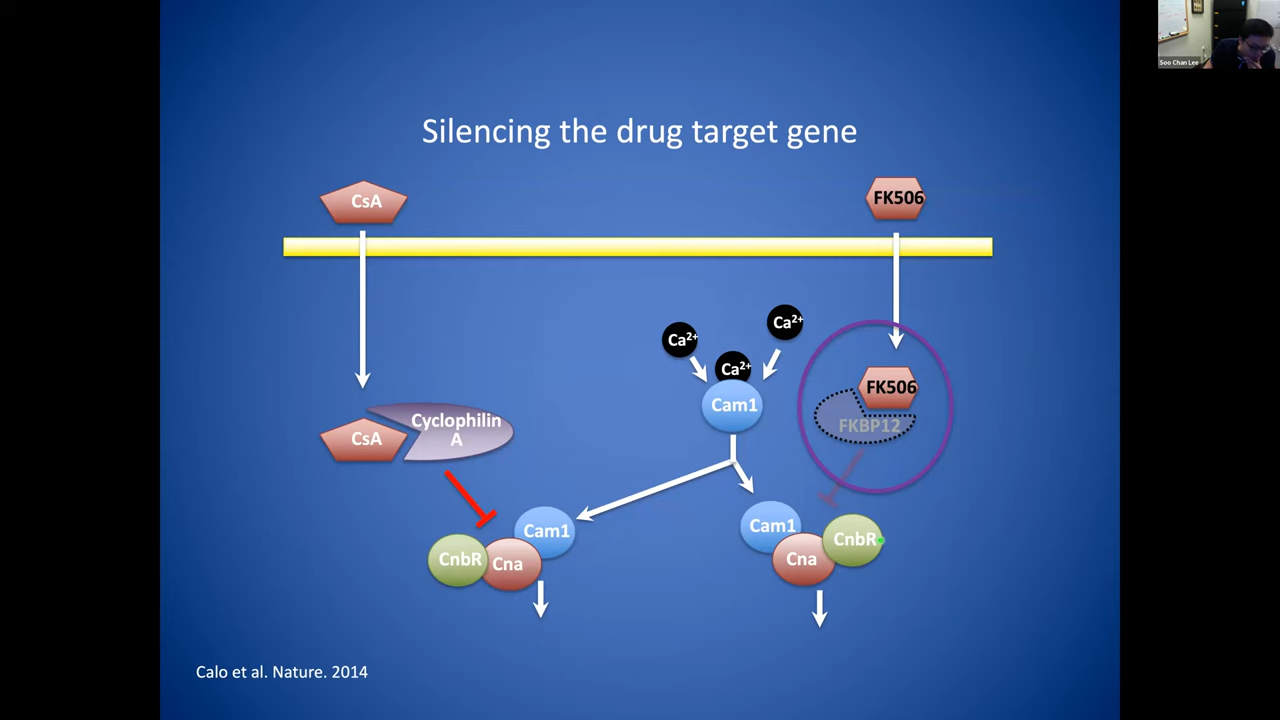 Soo Chan Lee
Silencing the drug target gene
CsA
FK506
Ca2+
Ca2+
Ca2+
Cam1
FK506
FKBP12
CsA
Cyclophilin
A
Cam1
CnbR
Cna
Cam1
Cna
CnbR
Calo et al. Nature. 2014